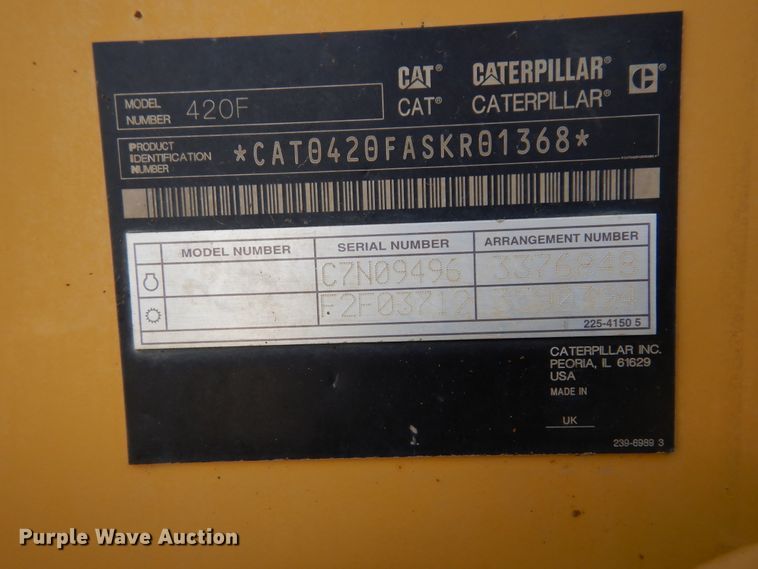 CAT® CATERPILLAR®
CAT® CATERPILLAR®
MODEL NUMBER 420F
PRODUCT IDENTIFICATION NUMBER *CAT0420FASKR01368*
MODEL NUMBER SERIAL NUMBER ARRANGEMENT NUMBER
C7N09496
F2F03712
225-4150 5
CATERPILLAR INC.
PEORIA, IL 61629
USA
MADE IN
UK
239-6989 3
Purple Wave Auction